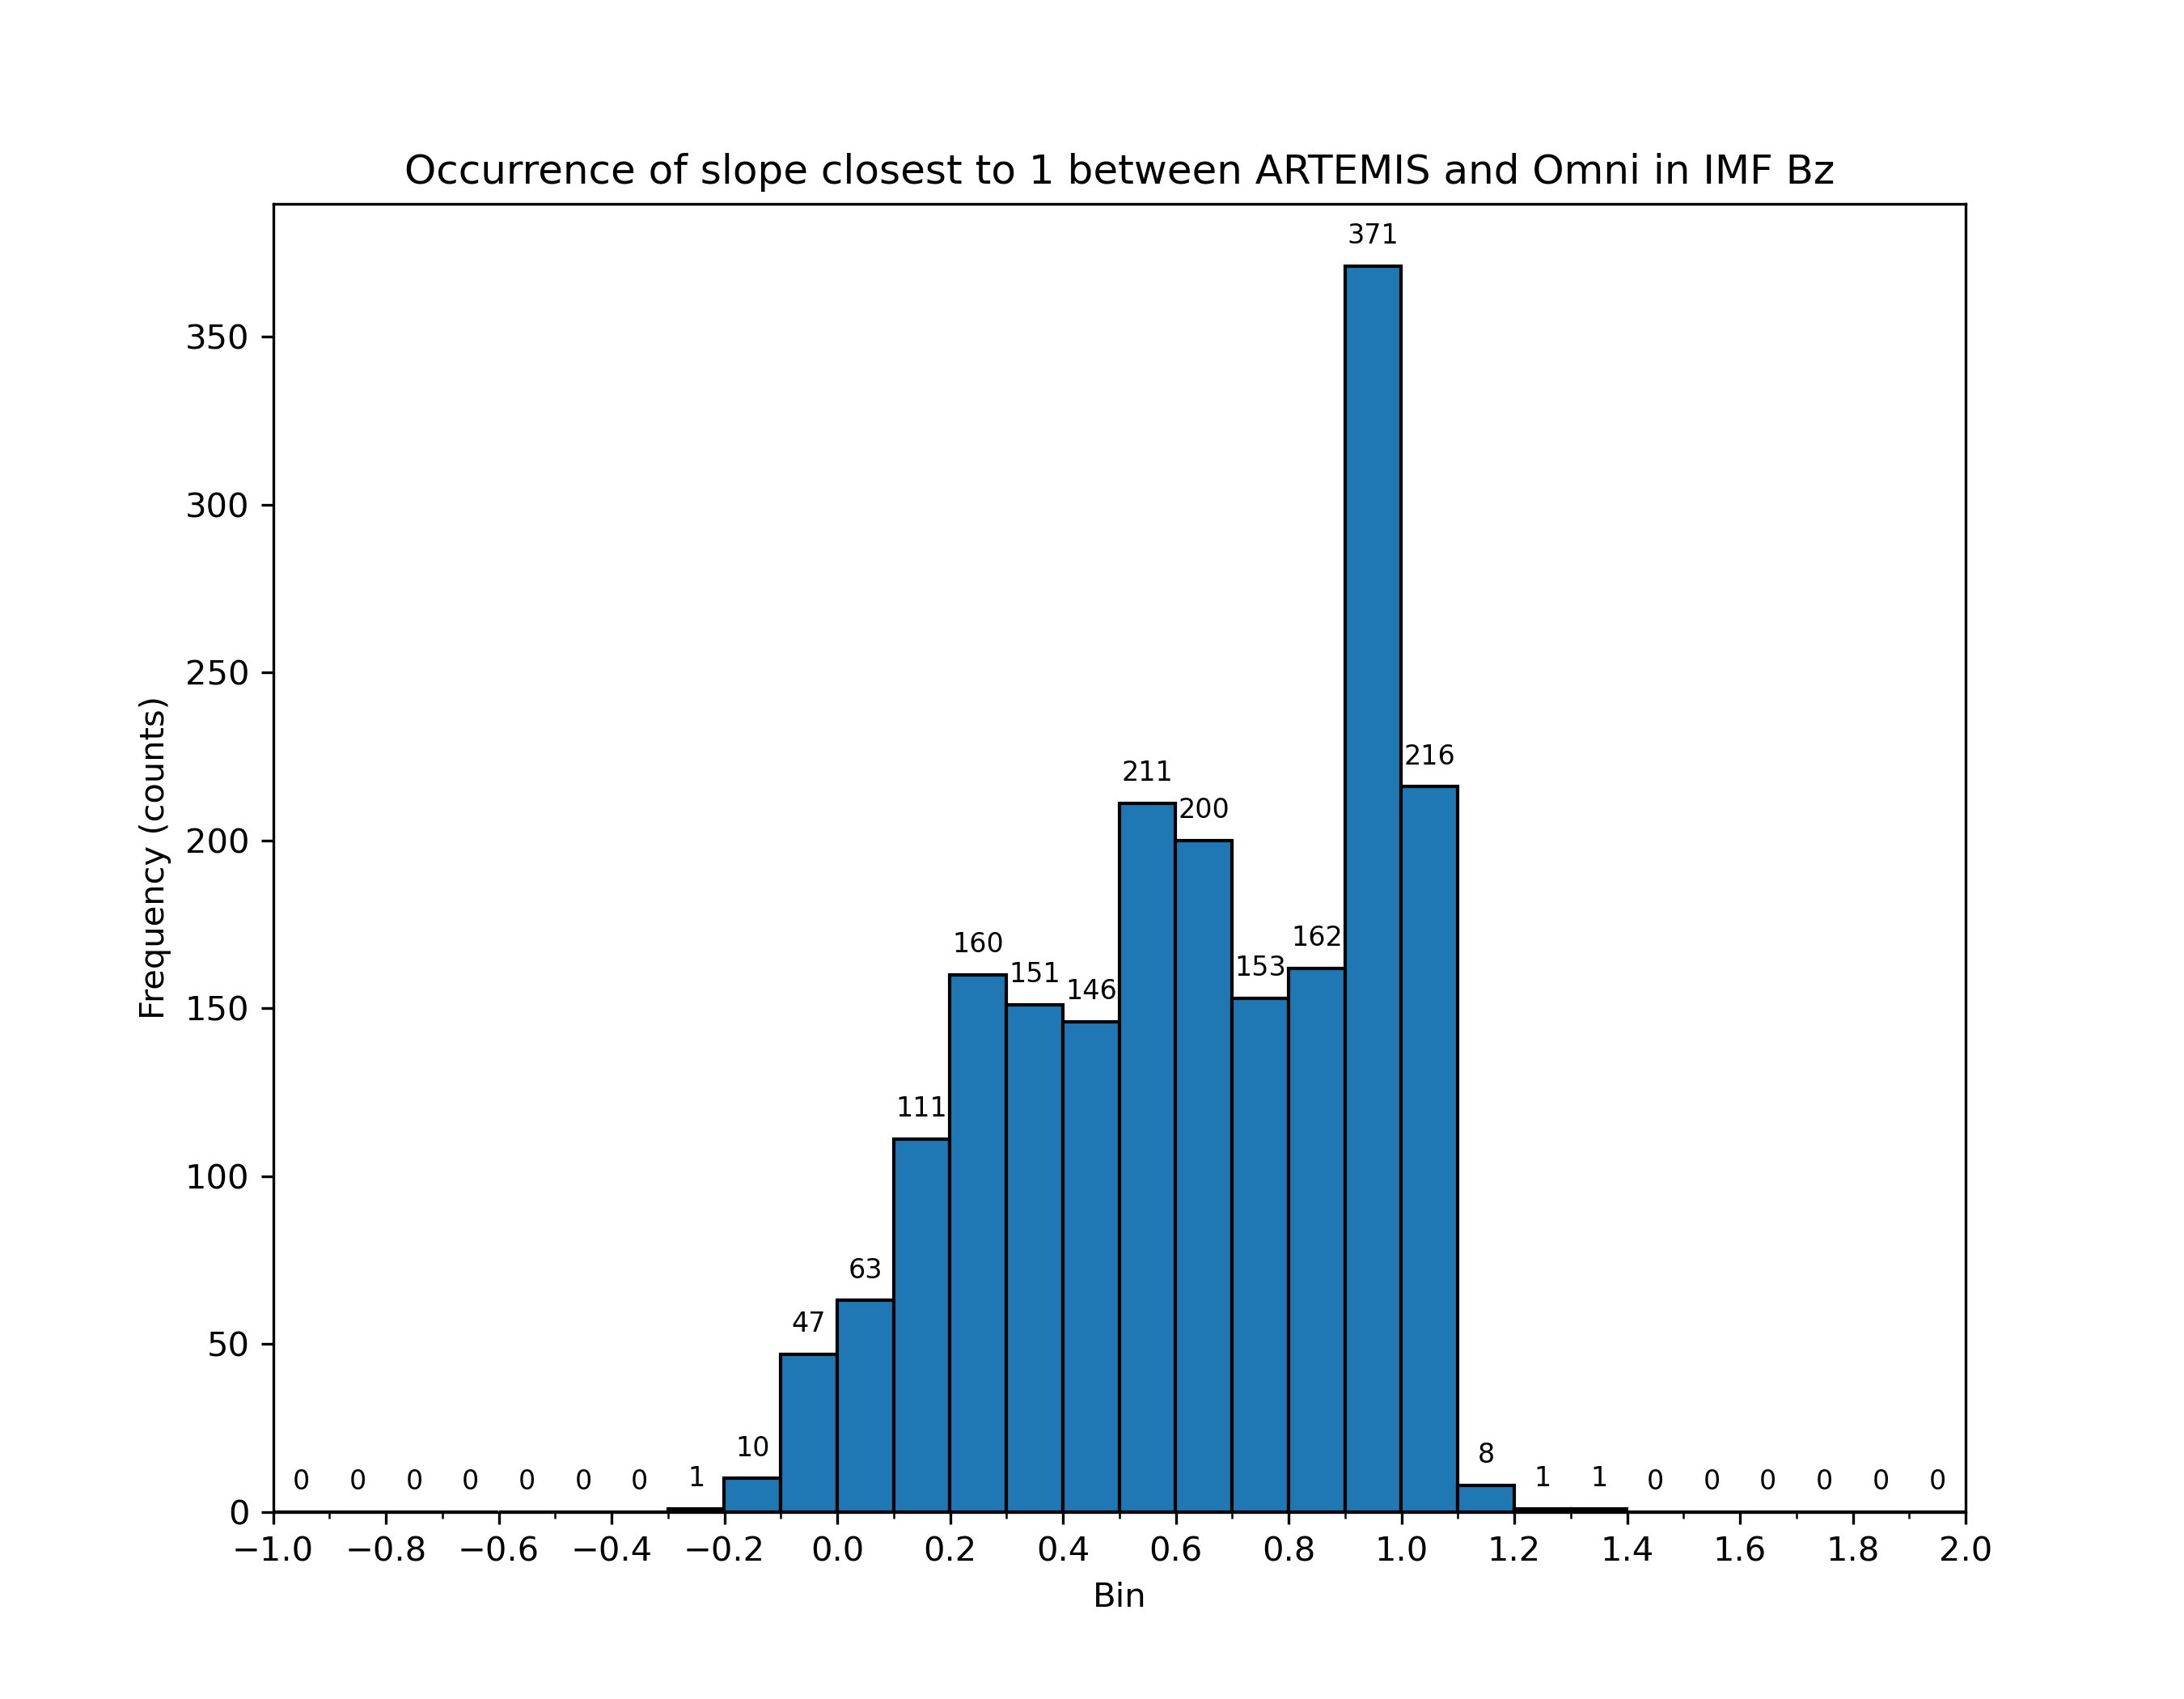 Occurrence of slope closest to 1 between ARTEMIS and Omni in IMF Bz
Frequency (counts)
350
300
250
200
150
100
50
0
0 0 0 0 0 0 0 1 10 47 63 111 160 151 146 211 200 153 162 371 216 8 1 1 0 0 0 0 0 0
−1.0 −0.8 −0.6 −0.4 −0.2 0.0 0.2 0.4 0.6 0.8 1.0 1.2 1.4 1.6 1.8 2.0
Bin